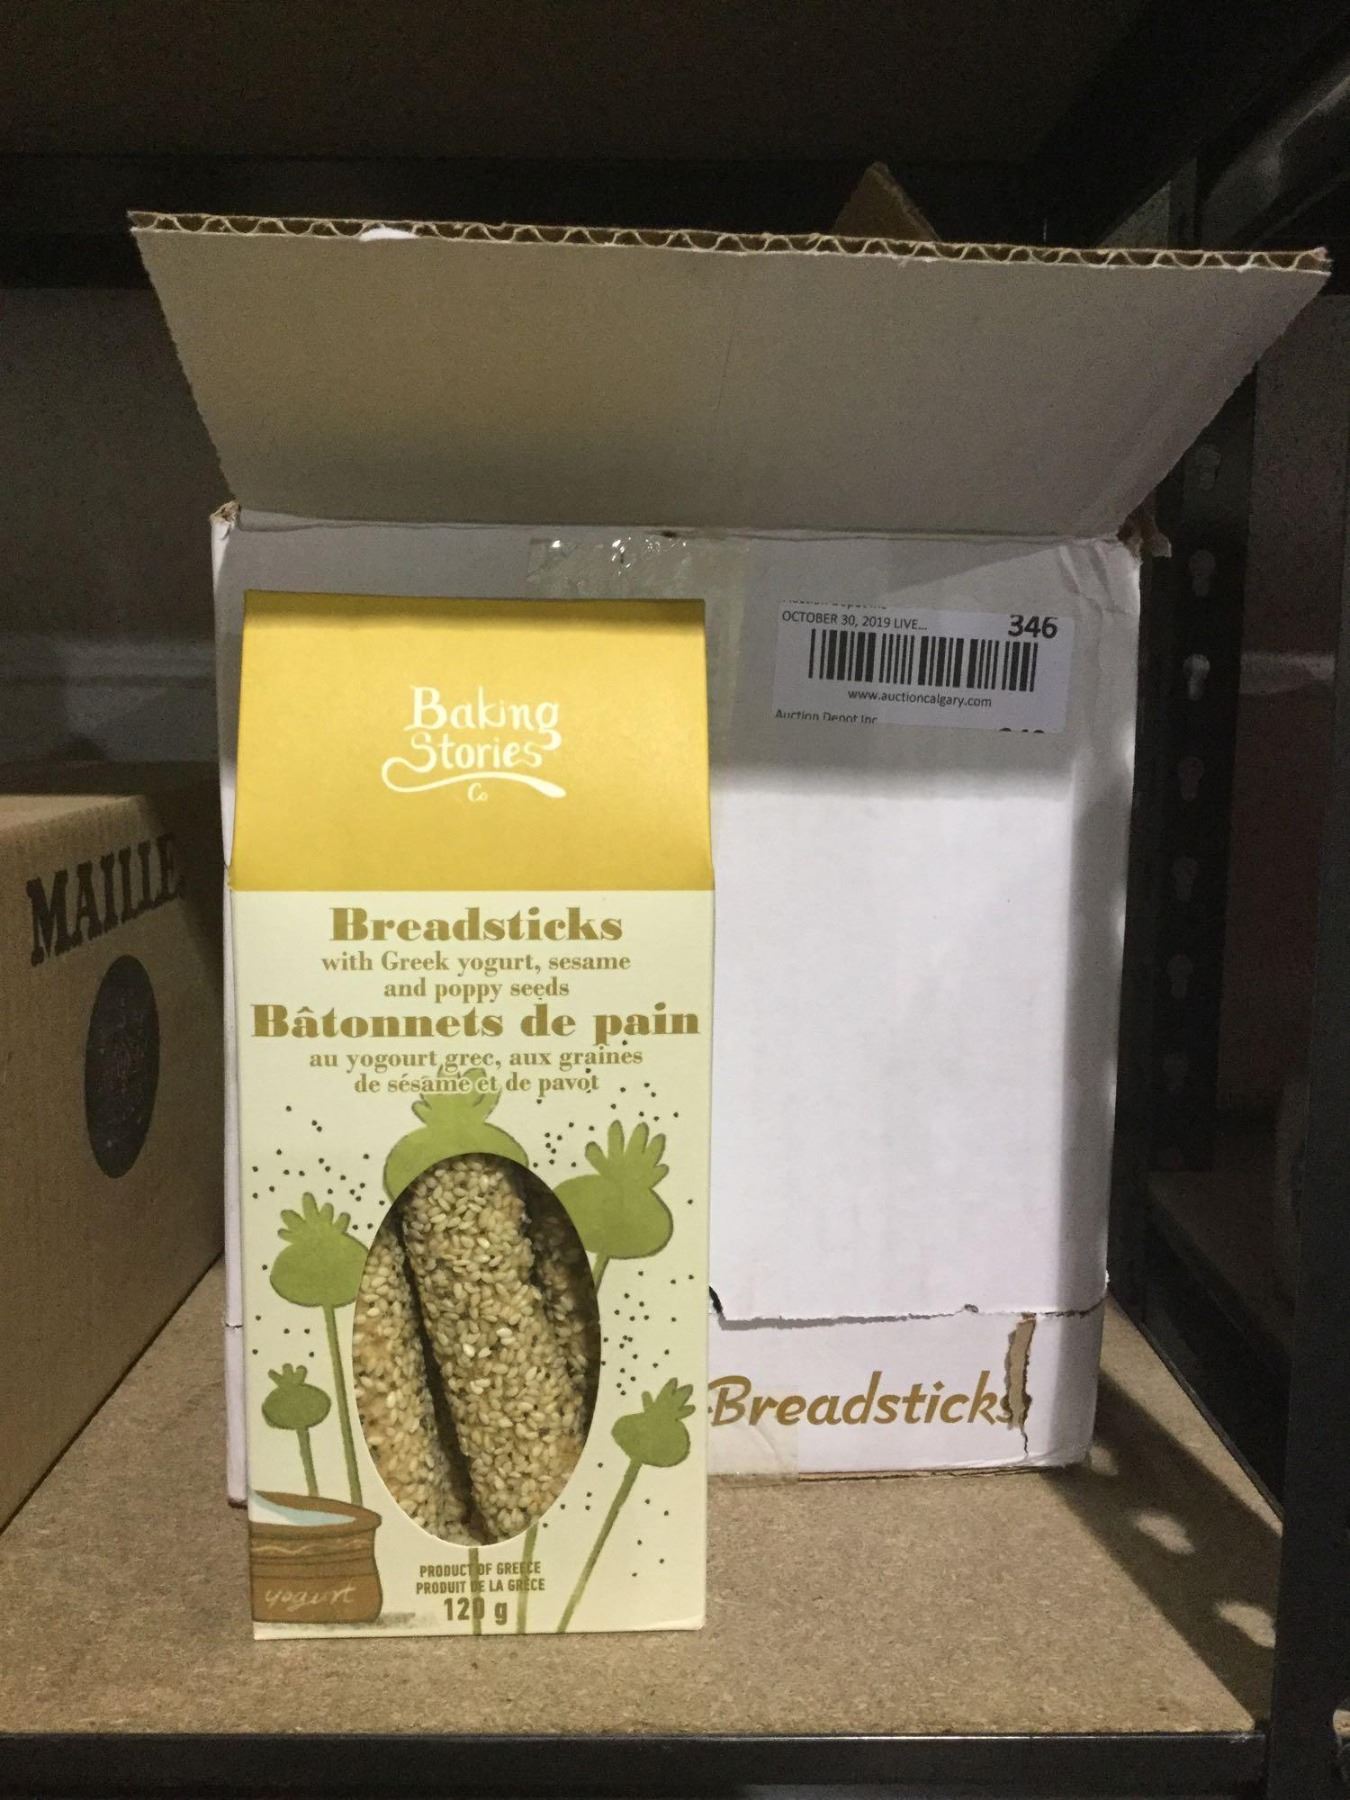 OCTOBER 30, 2019 LIVE...
346
www.auctioncalgary.com
Auction Depot Inc
Baking
Stories
Co
MAILLE
Breadsticks
with Greek yogurt, sesame
and poppy seeds
Bâtonnets de pain
au yogourt grec, aux graines
de sésame et de pavot
Breadsticks
yogurt
PRODUCT OF GREECE
PRODUIT DE LA GRÈCE
120 g